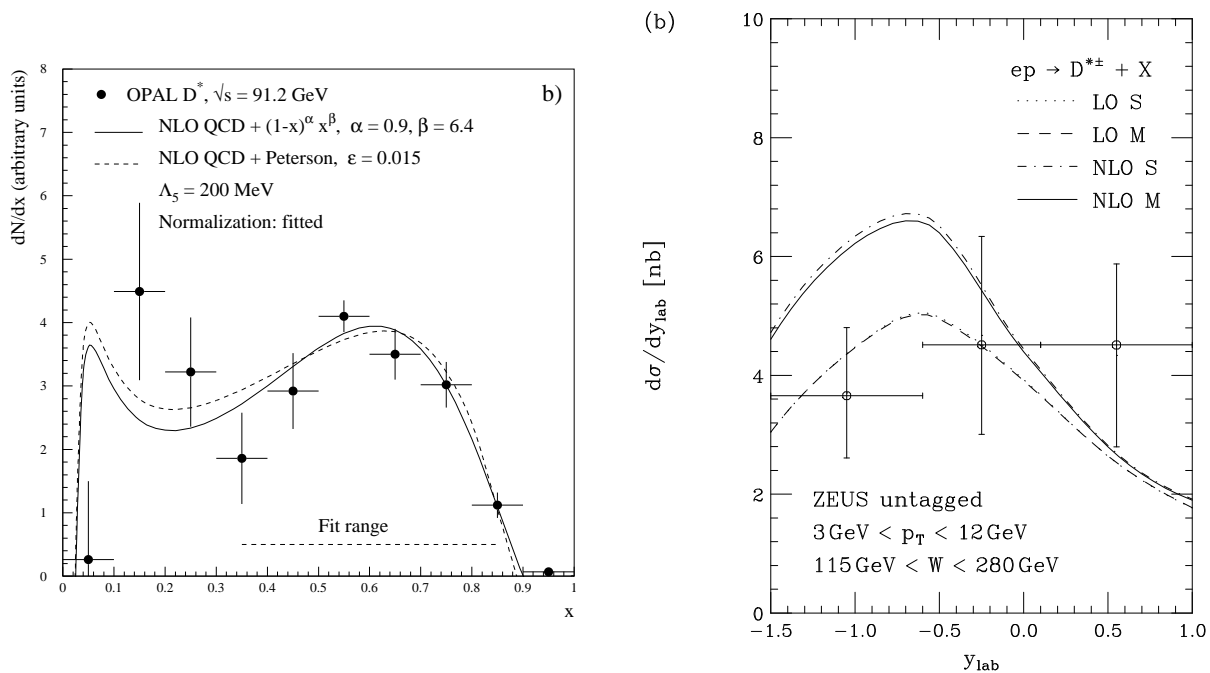 b)
OPAL D*, √s = 91.2 GeV
NLO QCD + (1-x)^α x^β, α = 0.9, β = 6.4
NLO QCD + Peterson, ε = 0.015
Λ₅ = 200 MeV
Normalization: fitted
Fit range
dN/dx (arbitrary units)
8
7
6
5
4
3
2
1
0
0 0.1 0.2 0.3 0.4 0.5 0.6 0.7 0.8 0.9 1
x
(b)
ep → D*± + X
LO S
LO M
NLO S
NLO M
dσ/dy_lab [nb]
10
8
6
4
2
0
ZEUS untagged
3 GeV < p_T < 12 GeV
115 GeV < W < 280 GeV
−1.5 −1.0 −0.5 0.0 0.5 1.0
y_lab